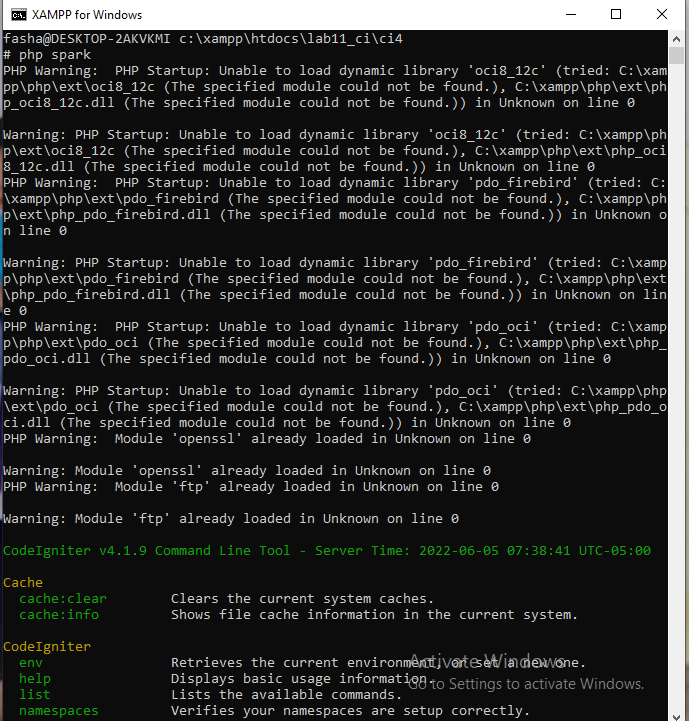 XAMPP for Windows
fasha@DESKTOP-2AKVKMI c:\xampp\htdocs\lab11_ci\ci4
# php spark
PHP Warning:  PHP Startup: Unable to load dynamic library 'oci8_12c' (tried: C:\xam
pp\php\ext\oci8_12c (The specified module could not be found.), C:\xampp\php\ext\ph
p_oci8_12c.dll (The specified module could not be found.)) in Unknown on line 0
Warning: PHP Startup: Unable to load dynamic library 'oci8_12c' (tried: C:\xampp\ph
p\ext\oci8_12c (The specified module could not be found.), C:\xampp\php\ext\php_oci
8_12c.dll (The specified module could not be found.)) in Unknown on line 0
PHP Warning:  PHP Startup: Unable to load dynamic library 'pdo_firebird' (tried: C:
\xampp\php\ext\pdo_firebird (The specified module could not be found.), C:\xampp\ph
p\ext\php_pdo_firebird.dll (The specified module could not be found.)) in Unknown o
n line 0
Warning: PHP Startup: Unable to load dynamic library 'pdo_firebird' (tried: C:\xamp
p\php\ext\pdo_firebird (The specified module could not be found.), C:\xampp\php\ext
\php_pdo_firebird.dll (The specified module could not be found.)) in Unknown on lin
e 0
PHP Warning:  PHP Startup: Unable to load dynamic library 'pdo_oci' (tried: C:\xamp
p\php\ext\pdo_oci (The specified module could not be found.), C:\xampp\php\ext\php_
pdo_oci.dll (The specified module could not be found.)) in Unknown on line 0
Warning: PHP Startup: Unable to load dynamic library 'pdo_oci' (tried: C:\xampp\php
\ext\pdo_oci (The specified module could not be found.), C:\xampp\php\ext\php_pdo_o
ci.dll (The specified module could not be found.)) in Unknown on line 0
PHP Warning:  Module 'openssl' already loaded in Unknown on line 0
Warning: Module 'openssl' already loaded in Unknown on line 0
PHP Warning:  Module 'ftp' already loaded in Unknown on line 0
Warning: Module 'ftp' already loaded in Unknown on line 0
CodeIgniter v4.1.9 Command Line Tool - Server Time: 2022-06-05 07:38:41 UTC-05:00
Cache
cache:clear        Clears the current system caches.
cache:info         Shows file cache information in the current system.
CodeIgniter
env                Retrieves the current environment, or set a new one.
help               Displays basic usage information.
list               Lists the available commands.
namespaces         Verifies your namespaces are setup correctly.
Activate Windows
Go to Settings to activate Windows.